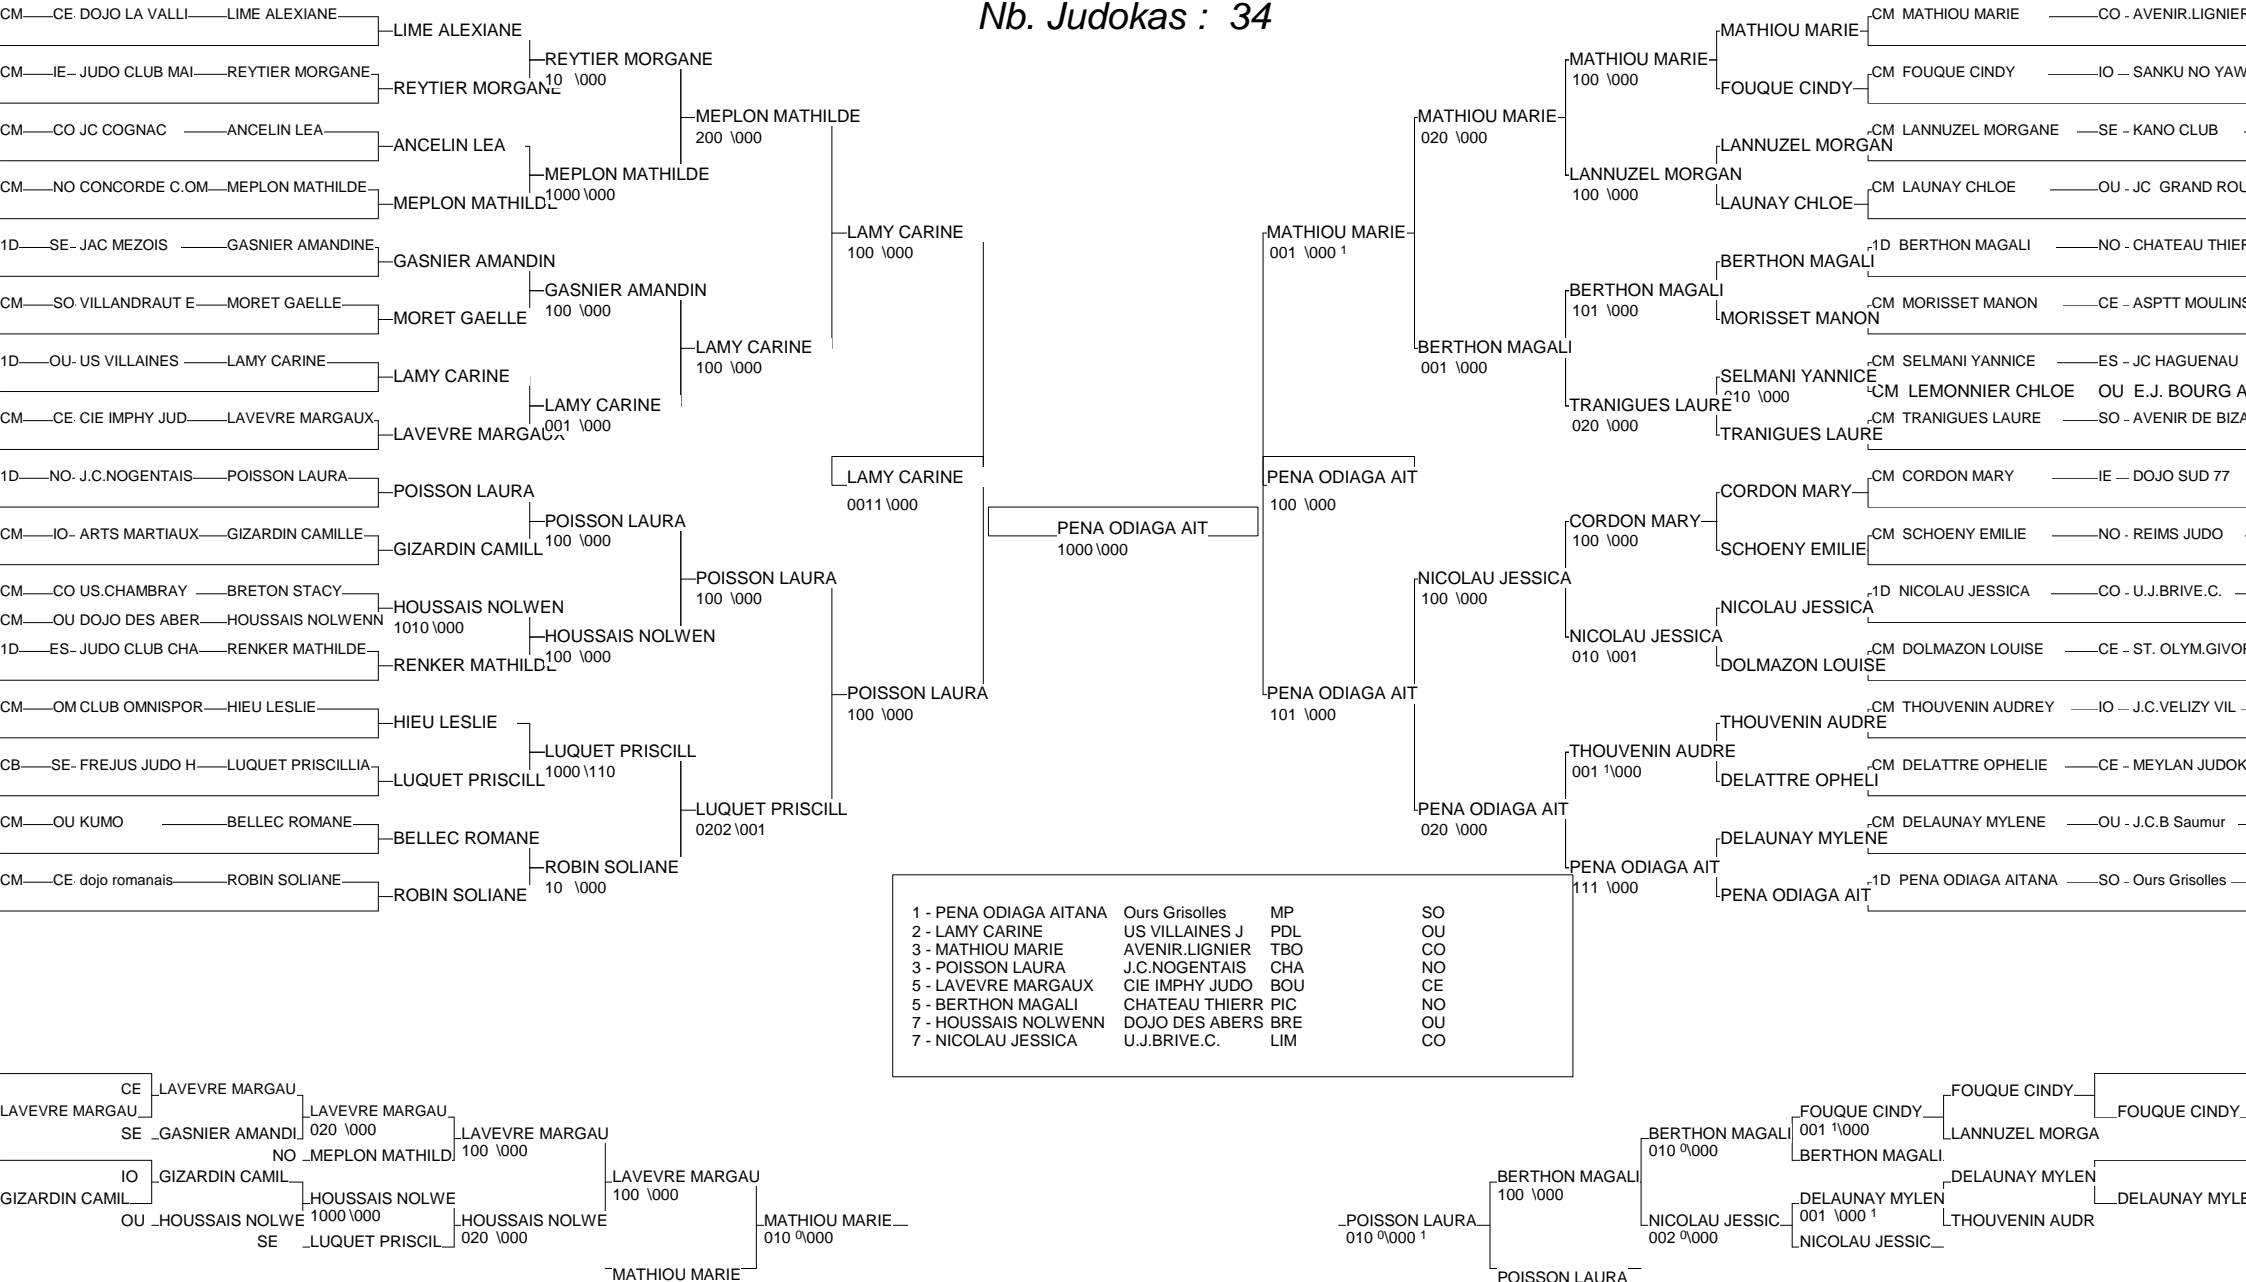 Nb. Judokas : 34
CM CE DOJO LA VALLI LIME ALEXIANE
CM IE JUDO CLUB MAI REYTIER MORGANE
CM CO JC COGNAC ANCELIN LEA
CM NO CONCORDE C.OM MEPLON MATHILDE
1D SE JAC MEZOIS GASNIER AMANDINE
CM SO VILLANDRAUT E MORET GAELLE
1D OU US VILLAINES LAMY CARINE
CM CE CIE IMPHY JUD LAVEVRE MARGAUX
1D NO J.C.NOGENTAIS POISSON LAURA
CM IO ARTS MARTIAUX GIZARDIN CAMILLE
CM CO US.CHAMBRAY BRETON STACY
CM OU DOJO DES ABER HOUSSAIS NOLWENN
1D ES JUDO CLUB CHA RENKER MATHILDE
CM OM CLUB OMNISPOR HIEU LESLIE
CB SE FREJUS JUDO H LUQUET PRISCILLIA
CM OU KUMO BELLEC ROMANE
CM CE dojo romanais ROBIN SOLIANE
LIME ALEXIANE
REYTIER MORGANE
ANCELIN LEA
MEPLON MATHILDE
GASNIER AMANDIN
MORET GAELLE
LAMY CARINE
LAVEVRE MARGAUX
POISSON LAURA
GIZARDIN CAMILL
HOUSSAIS NOLWEN
1010 \000
RENKER MATHILDE
HIEU LESLIE
LUQUET PRISCILL
BELLEC ROMANE
ROBIN SOLIANE
REYTIER MORGANE
10 \000
MEPLON MATHILDE
1000 \000
GASNIER AMANDIN
100 \000
LAMY CARINE
001 \000
POISSON LAURA
100 \000
HOUSSAIS NOLWEN
100 \000
LUQUET PRISCILL
1000 \110
ROBIN SOLIANE
10 \000
MEPLON MATHILDE
200 \000
LAMY CARINE
100 \000
POISSON LAURA
100 \000
LUQUET PRISCILL
0202 \001
LAMY CARINE
100 \000
POISSON LAURA
100 \000
LAMY CARINE
0011 \000
PENA ODIAGA AIT
1000 \000
PENA ODIAGA AIT
100 \000
MATHIOU MARIE
001 \000 1
PENA ODIAGA AIT
101 \000
MATHIOU MARIE
020 \000
BERTHON MAGALI
001 \000
NICOLAU JESSICA
100 \000
PENA ODIAGA AIT
020 \000
MATHIOU MARIE
100 \000
LANNUZEL MORGAN
100 \000
BERTHON MAGALI
101 \000
TRANIGUES LAURE
020 \000
CORDON MARY
100 \000
NICOLAU JESSICA
010 \001
THOUVENIN AUDRE
001 1\000
PENA ODIAGA AIT
111 \000
MATHIOU MARIE
FOUQUE CINDY
LANNUZEL MORGAN
LAUNAY CHLOE
BERTHON MAGALI
MORISSET MANON
SELMANI YANNICE
010 \000
TRANIGUES LAURE
CORDON MARY
SCHOENY EMILIE
NICOLAU JESSICA
DOLMAZON LOUISE
THOUVENIN AUDRE
DELATTRE OPHELI
DELAUNAY MYLENE
PENA ODIAGA AIT
CM MATHIOU MARIE CO - AVENIR.LIGNIER
CM FOUQUE CINDY IO - SANKU NO YAW
CM LANNUZEL MORGANE SE - KANO CLUB
CM LAUNAY CHLOE OU - JC GRAND ROU
1D BERTHON MAGALI NO - CHATEAU THIER
CM MORISSET MANON CE - ASPTT MOULINS
CM SELMANI YANNICE ES - JC HAGUENAU
CM LEMONNIER CHLOE OU E.J. BOURG A
CM TRANIGUES LAURE SO - AVENIR DE BIZA
CM CORDON MARY IE - DOJO SUD 77
CM SCHOENY EMILIE NO - REIMS JUDO
1D NICOLAU JESSICA CO - U.J.BRIVE.C.
CM DOLMAZON LOUISE CE - ST. OLYM.GIVOR
CM THOUVENIN AUDREY IO - J.C.VELIZY VIL
CM DELATTRE OPHELIE CE - MEYLAN JUDOK
CM DELAUNAY MYLENE OU - J.C.B Saumur
1D PENA ODIAGA AITANA SO - Ours Grisolles
1 - PENA ODIAGA AITANA Ours Grisolles MP SO
2 - LAMY CARINE US VILLAINES J PDL OU
3 - MATHIOU MARIE AVENIR.LIGNIER TBO CO
3 - POISSON LAURA J.C.NOGENTAIS CHA NO
5 - LAVEVRE MARGAUX CIE IMPHY JUDO BOU CE
5 - BERTHON MAGALI CHATEAU THIERR PIC NO
7 - HOUSSAIS NOLWENN DOJO DES ABERS BRE OU
7 - NICOLAU JESSICA U.J.BRIVE.C. LIM CO
LAVEVRE MARGAU
GIZARDIN CAMIL
CE LAVEVRE MARGAU
SE GASNIER AMANDI
IO GIZARDIN CAMIL
OU HOUSSAIS NOLWE
LAVEVRE MARGAU
020 \000
NO MEPLON MATHILD
HOUSSAIS NOLWE
1000 \000
SE LUQUET PRISCIL
LAVEVRE MARGAU
100 \000
HOUSSAIS NOLWE
020 \000
LAVEVRE MARGAU
100 \000
MATHIOU MARIE
MATHIOU MARIE
010 0\000
POISSON LAURA
010 0\000 1
BERTHON MAGALI
100 \000
POISSON LAURA
BERTHON MAGALI
010 0\000
NICOLAU JESSIC
002 0\000
FOUQUE CINDY
001 1\000
BERTHON MAGALI
DELAUNAY MYLEN
001 \000 1
NICOLAU JESSIC
FOUQUE CINDY
LANNUZEL MORGA
DELAUNAY MYLEN
THOUVENIN AUDR
FOUQUE CINDY
DELAUNAY MYLE